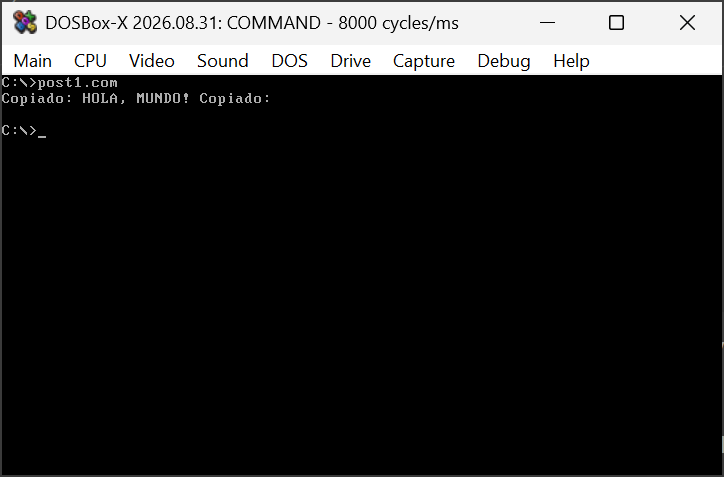 DOSBox-X 2026.08.31: COMMAND - 8000 cycles/ms
Main CPU Video Sound DOS Drive Capture Debug Help
C:\>post1.com
Copiado: HOLA, MUNDO! Copiado:
C:\>_